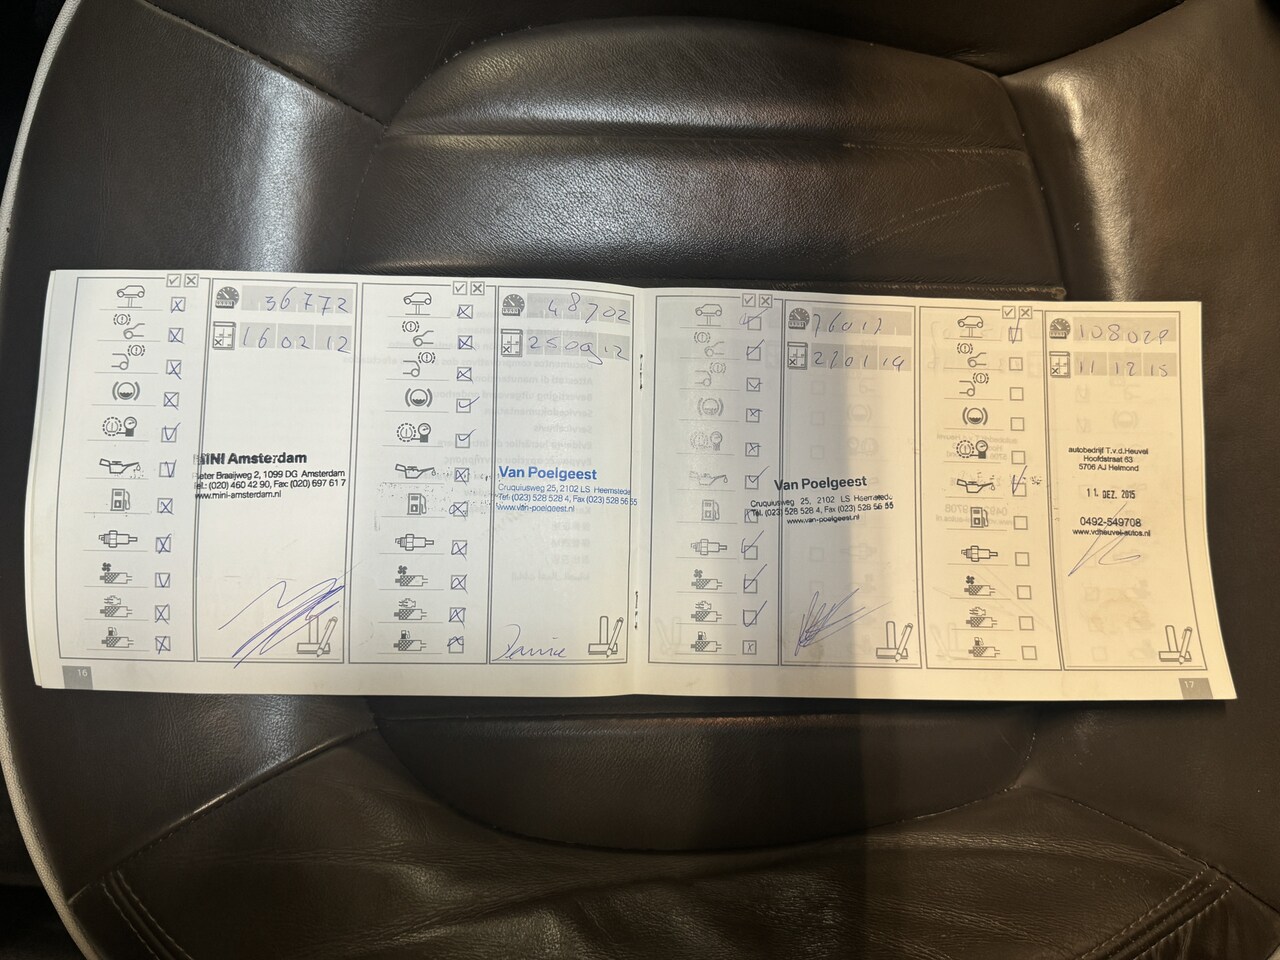 36772
16 02 12
MINI Amsterdam
Pieter Braaijweg 2, 1099 DG Amsterdam
Tel.: (020) 460 42 90, Fax: (020) 697 61 7
www.mini-amsterdam.nl
16
48702
25 09 12
Van Poelgeest
Cruquiusweg 25, 2102 LS Heemstede
Tel. (023) 528 528 4, Fax (023) 528 56 55
www.van-poelgeest.nl
Janine
76017
27 01 14
Van Poelgeest
Cruquiusweg 25, 2102 LS Heemstede
Tel. (023) 528 528 4, Fax (023) 528 56 55
www.van-poelgeest.nl
108029
11 12 15
autobedrijf T.v.d.Heuvel
Hoofdstraat 63
5706 AJ Helmond
11. DEZ. 2015
0492-549708
www.vdheuvel-autos.nl
17